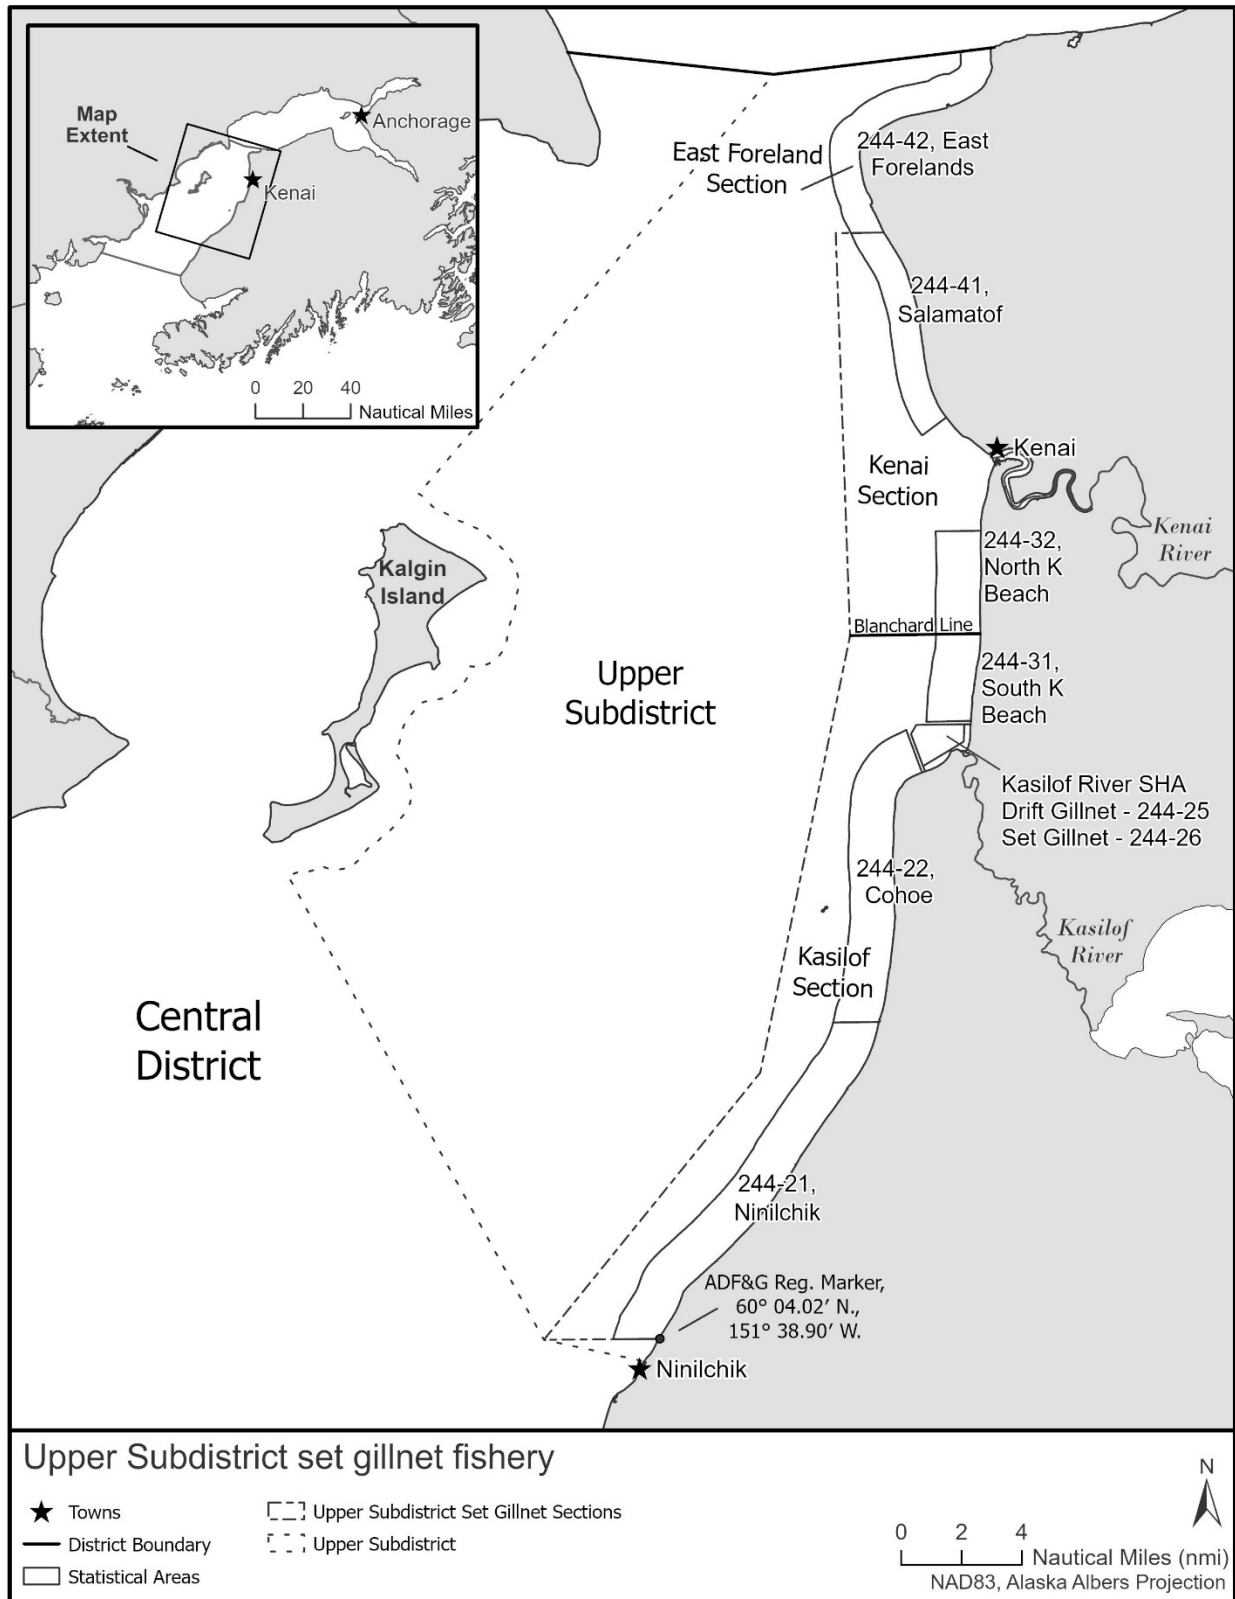 Map
Extent
Anchorage
Kenai
0 20 40
Nautical Miles
East Foreland
Section
244-42, East
Forelands
244-41,
Salamatof
Kenai
Kenai
Section
Kenai
River
244-32,
North K
Beach
Kalgin
Island
Blanchard Line
Upper
Subdistrict
244-31,
South K
Beach
Kasilof River SHA
Drift Gillnet - 244-25
Set Gillnet - 244-26
244-22,
Cohoe
Kasilof
River
Kasilof
Section
Central
District
244-21,
Ninilchik
ADF&G Reg. Marker,
60° 04.02' N.,
151° 38.90' W.
Ninilchik
Upper Subdistrict set gillnet fishery
Towns
District Boundary
Statistical Areas
Upper Subdistrict Set Gillnet Sections
Upper Subdistrict
N
0 2 4
Nautical Miles (nmi)
NAD83, Alaska Albers Projection